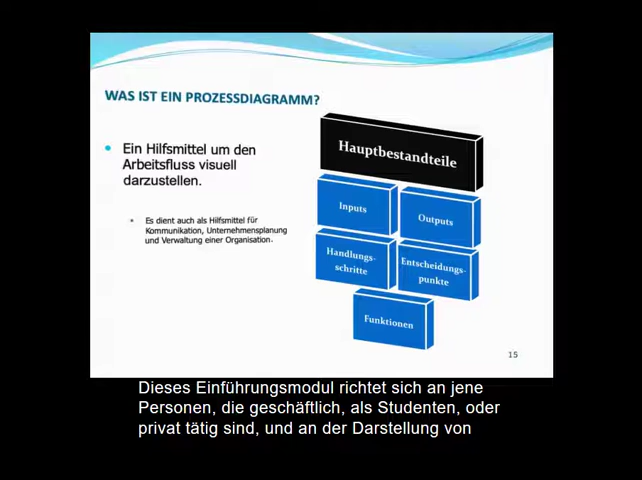 WAS IST EIN PROZESSDIAGRAMM?
Ein Hilfsmittel um den
Arbeitsfluss visuell
darzustellen.
Es dient auch als Hilfsmittel für
Kommunikation, Unternehmensplanung
und Verwaltung einer Organisation.
Hauptbestandteile
Inputs
Outputs
Handlungs-
schritte
Entscheidungs-
punkte
Funktionen
15
Dieses Einführungsmodul richtet sich an jene
Personen, die geschäftlich, als Studenten, oder
privat tätig sind, und an der Darstellung von